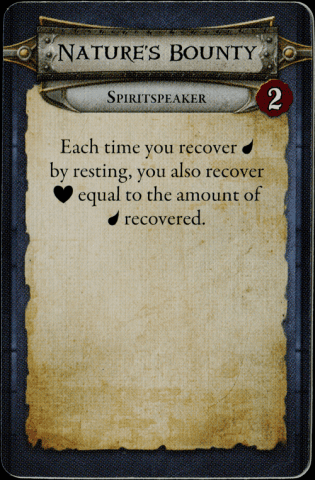 NATURE'S BOUNTY
SPIRITSPEAKER
2
Each time you recover
by resting, you also recover
equal to the amount of
recovered.